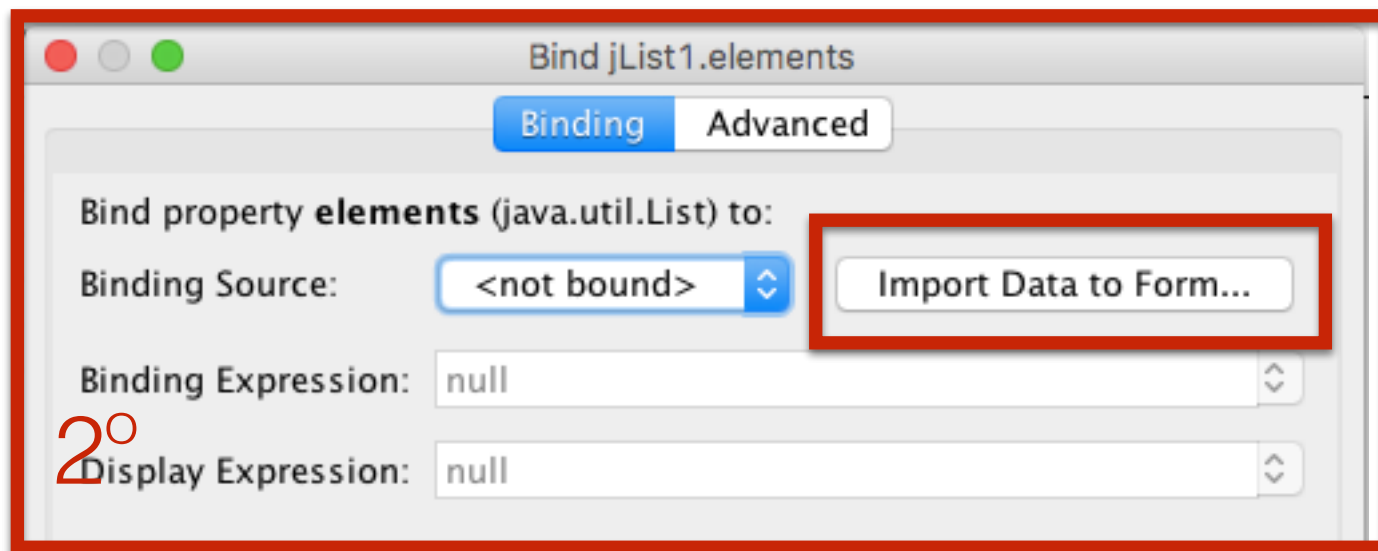 Bind jList1.elements
Binding Advanced
Bind property elements (java.util.List) to:
Binding Source: <not bound> Import Data to Form...
Binding Expression: null
2º
Display Expression: null